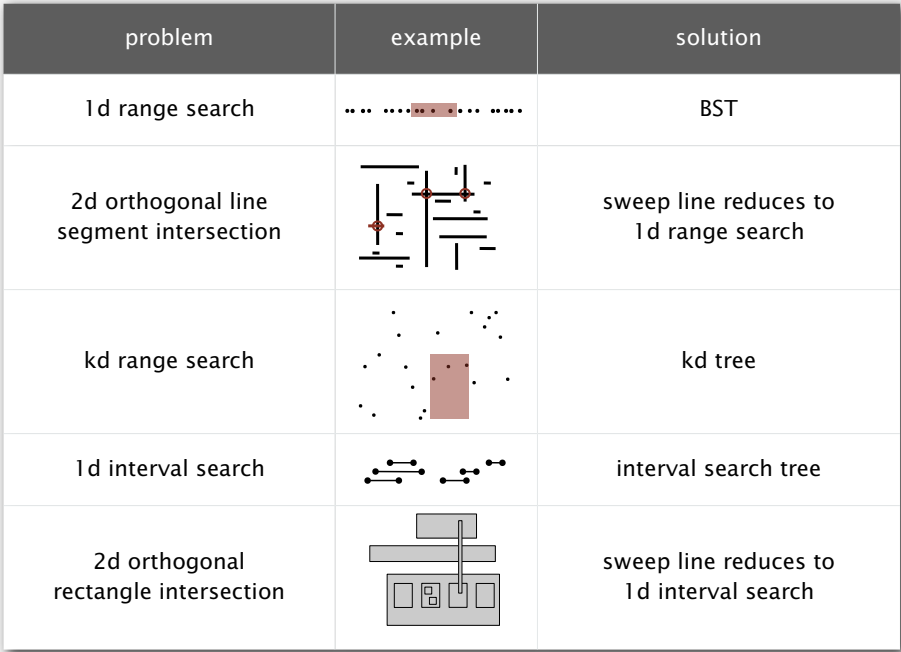 problem
example
solution
1d range search
BST
2d orthogonal line
segment intersection
sweep line reduces to
1d range search
kd range search
kd tree
1d interval search
interval search tree
2d orthogonal
rectangle intersection
sweep line reduces to
1d interval search